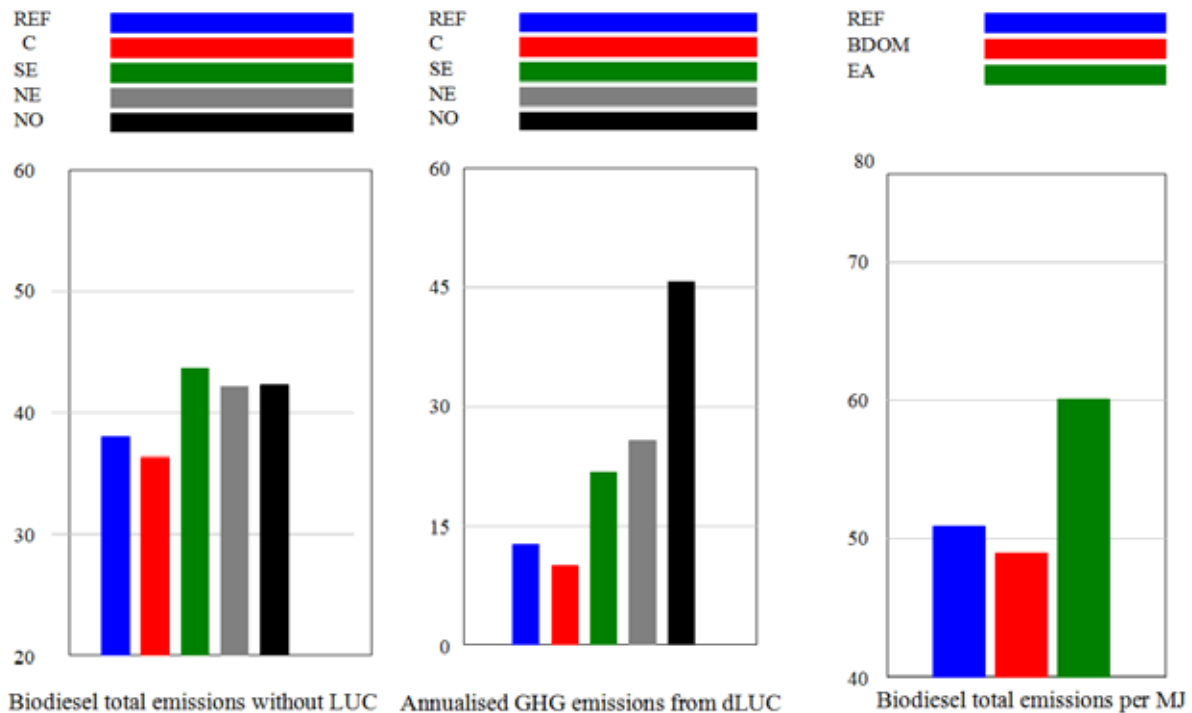 REF
C
SE
NE
NO
60
50
40
30
20
Biodiesel total emissions without LUC
REF
C
SE
NE
NO
60
45
30
15
0
Annualised GHG emissions from dLUC
REF
BDOM
EA
80
70
60
50
40
Biodiesel total emissions per MJ